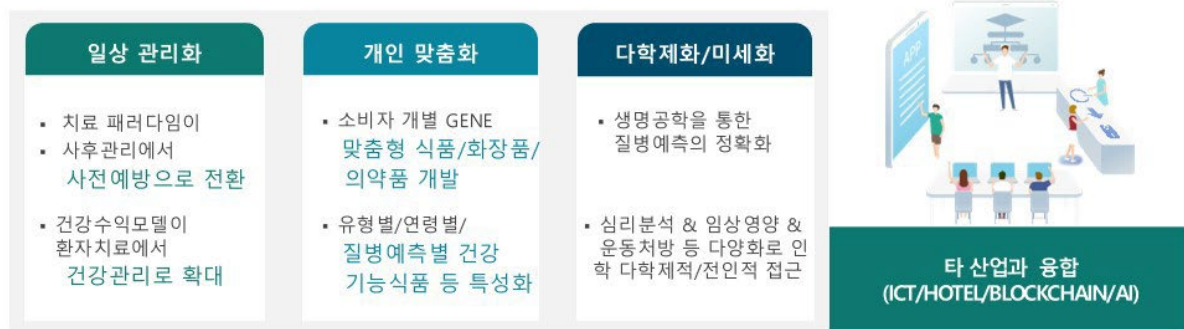 일상 관리화
▪ 치료 패러다임이
▪ 사후관리에서
사전예방으로 전환
▪ 건강수익모델이
환자치료에서
건강관리로 확대
개인 맞춤화
▪ 소비자 개별 GENE
맞춤형 식품/화장품/
의약품 개발
▪ 유형별/연령별/
질병예측별 건강
기능식품 등 특성화
다학제화/미세화
▪ 생명공학을 통한
질병예측의 정확화
▪ 심리분석 & 임상영양 &
운동처방 등 다양화로 인
학 다학제적/전인적 접근
APP
타 산업과 융합
(ICT/HOTEL/BLOCKCHAIN/AI)